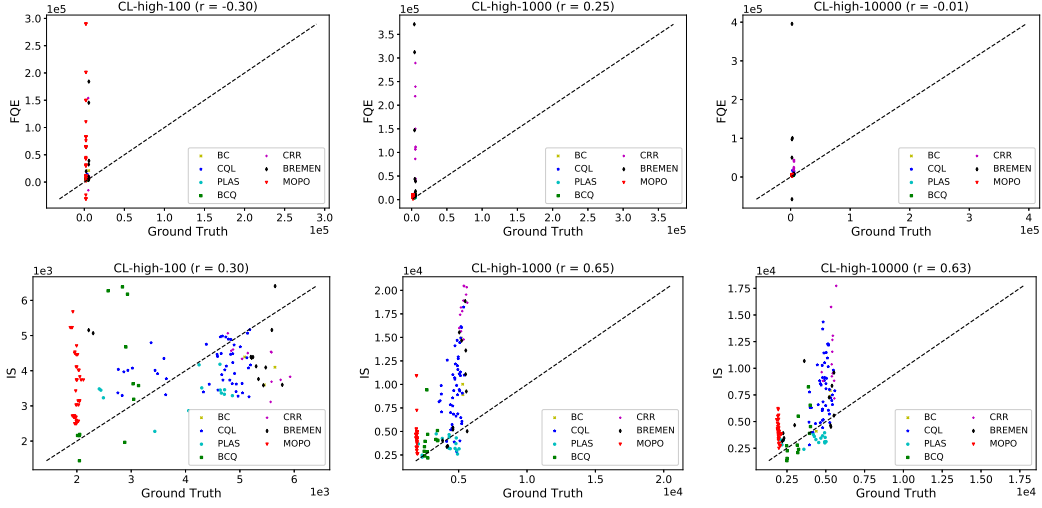 CL-high-100 (r = -0.30)
1e5
FQE
3.0
2.5
2.0
1.5
1.0
0.5
0.0
BC
CQL
PLAS
BCQ
CRR
BREMEN
MOPO
0.0 0.5 1.0 1.5 2.0 2.5 3.0
Ground Truth
1e5
CL-high-1000 (r = 0.25)
1e5
FQE
3.5
3.0
2.5
2.0
1.5
1.0
0.5
0.0
BC
CQL
PLAS
BCQ
CRR
BREMEN
MOPO
0.0 0.5 1.0 1.5 2.0 2.5 3.0 3.5
Ground Truth
1e5
CL-high-10000 (r = -0.01)
1e5
FQE
4
3
2
1
0
BC
CQL
PLAS
BCQ
CRR
BREMEN
MOPO
0 1 2 3 4
Ground Truth
1e5
CL-high-100 (r = 0.30)
1e3
IS
6
5
4
3
2
BC
CQL
PLAS
BCQ
CRR
BREMEN
MOPO
2 3 4 5 6
Ground Truth
1e3
CL-high-1000 (r = 0.65)
1e4
IS
2.00
1.75
1.50
1.25
1.00
0.75
0.50
0.25
BC
CQL
PLAS
BCQ
CRR
BREMEN
MOPO
0.5 1.0 1.5 2.0
Ground Truth
1e4
CL-high-10000 (r = 0.63)
1e4
IS
1.75
1.50
1.25
1.00
0.75
0.50
0.25
BC
CQL
PLAS
BCQ
CRR
BREMEN
MOPO
0.25 0.50 0.75 1.00 1.25 1.50 1.75
Ground Truth
1e4